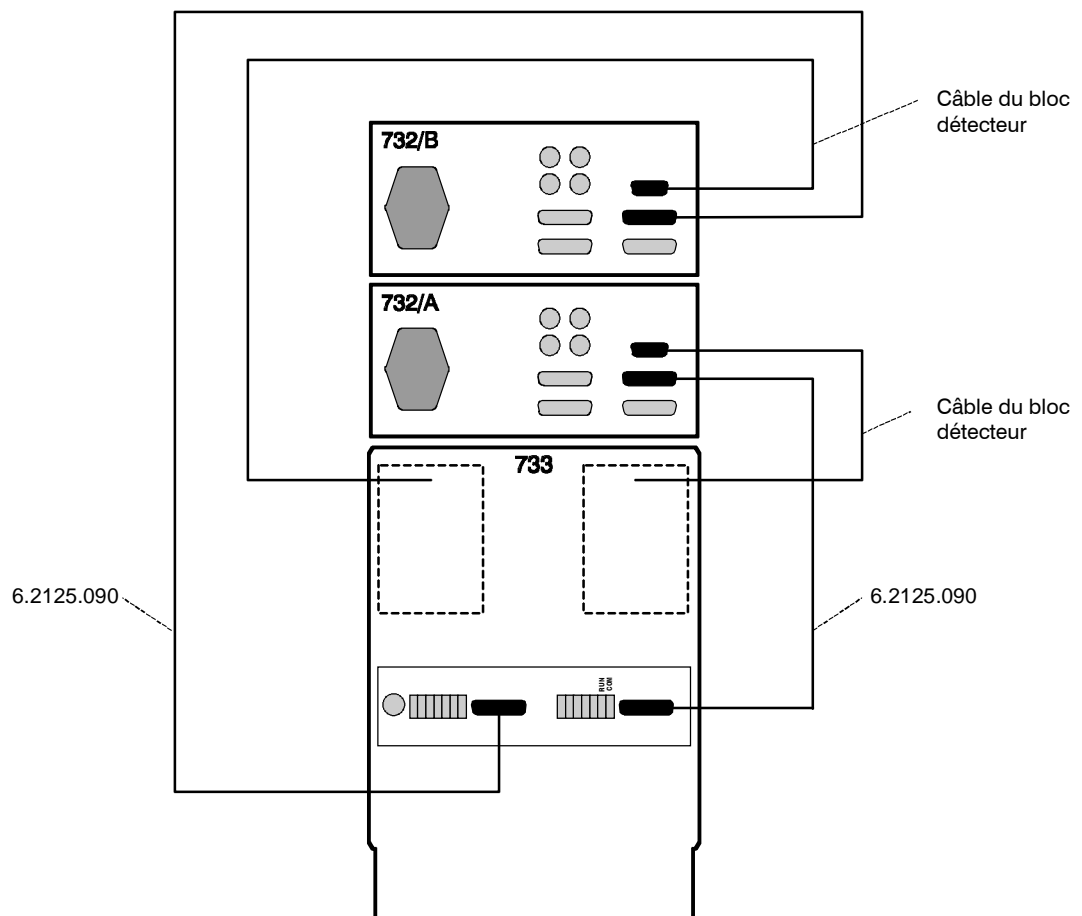 Câble du bloc
détecteur
732/B
732/A
Câble du bloc
détecteur
733
6.2125.090
6.2125.090
RUN
COM